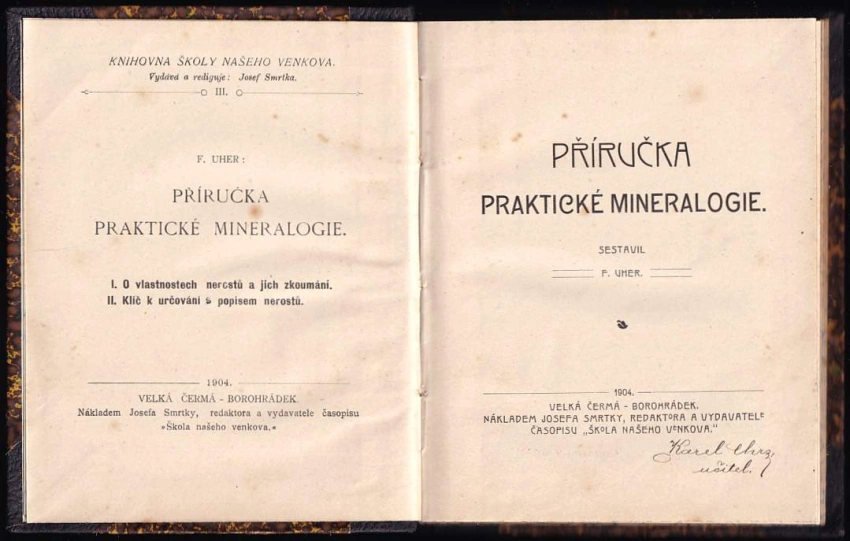 KNIHOVNA ŠKOLY NAŠEHO VENKOVA.
Vydává a rediguje: Josef Smrtka.
III.
F. UHER:
PŘÍRUČKA
PRAKTICKÉ MINERALOGIE.
I. O vlastnostech nerostů a jich zkoumání.
II. Klíč k určování s popisem nerostů.
1904.
VELKÁ ČERMÁ - BOROHRÁDEK.
Nákladem Josefa Smrtky, redaktora a vydavatele časopisu
»Škola našeho venkova.«
PŘÍRUČKA
PRAKTICKÉ MINERALOGIE.
SESTAVIL
F. UHER.
1904.
VELKÁ ČERMÁ - BOROHRÁDEK.
NÁKLADEM JOSEFA SMRTKY, REDAKTORA A VYDAVATELE
ČASOPISU „ŠKOLA NAŠEHO VENKOVA."
Karel
učitel.